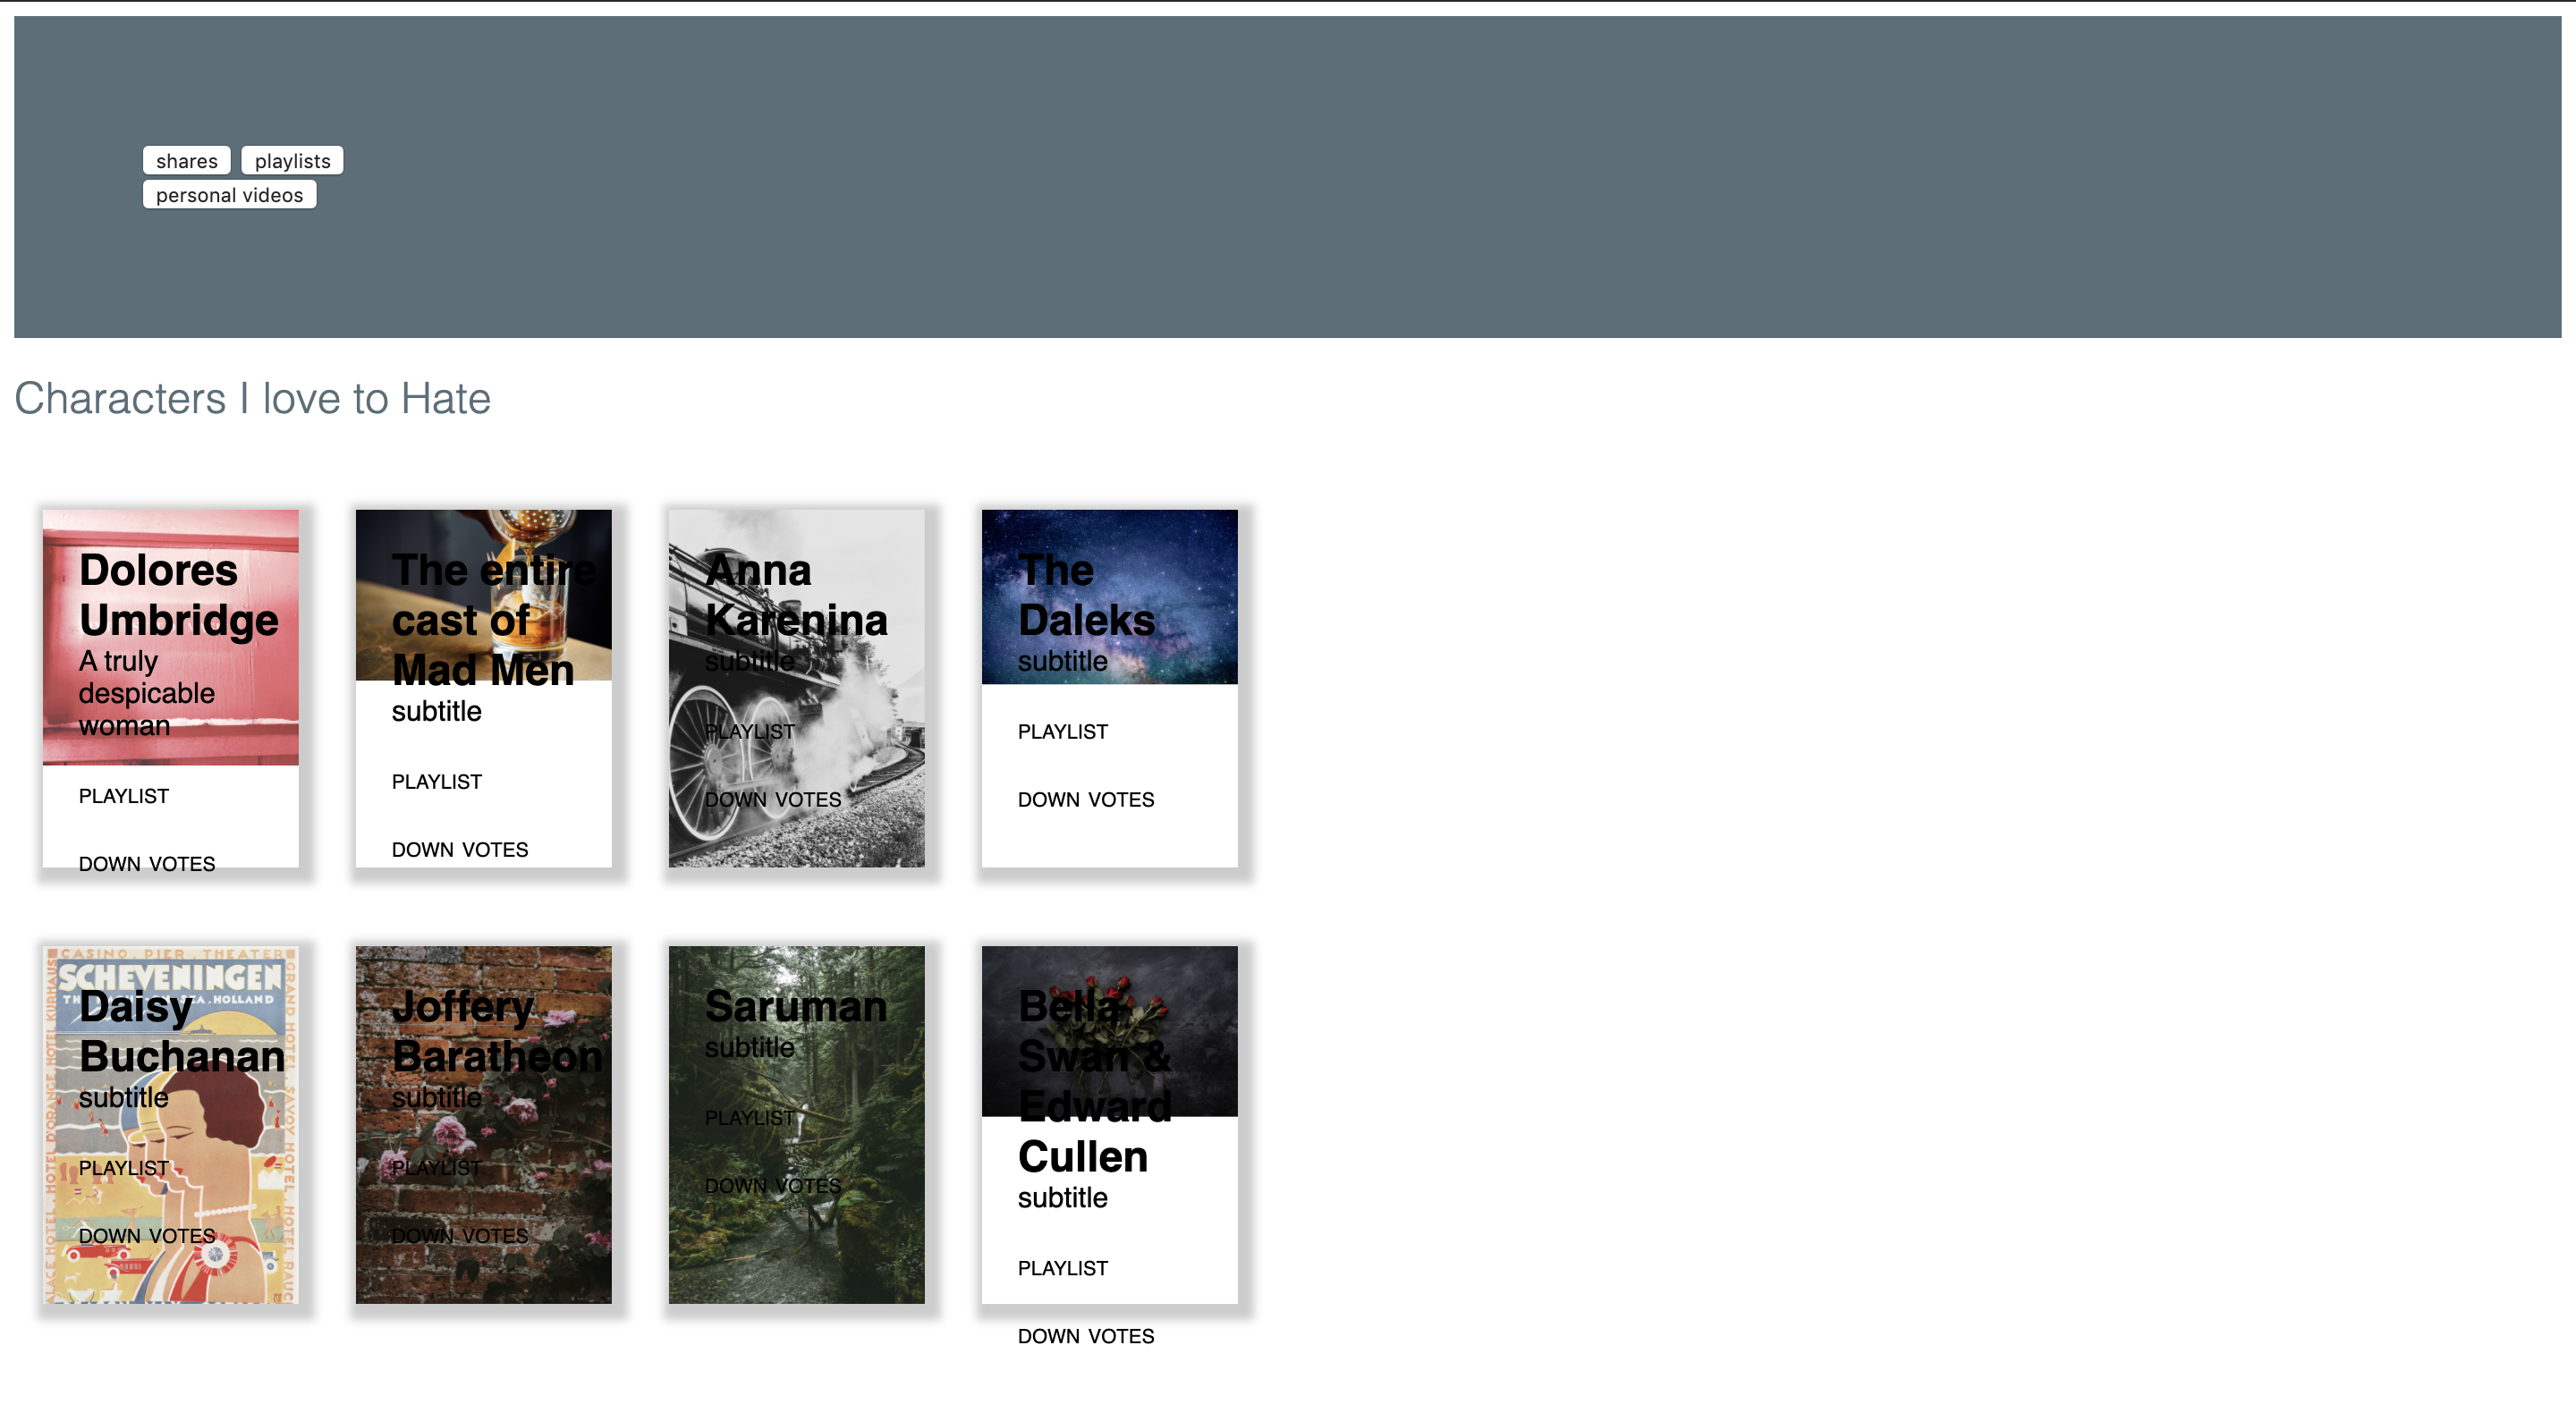 shares playlists
personal videos
Characters I love to Hate
Dolores
Umbridge
A truly
despicable
woman
PLAYLIST
DOWN VOTES
The entire
cast of
Mad Men
subtitle
PLAYLIST
DOWN VOTES
Anna
Karenina
subtitle
PLAYLIST
DOWN VOTES
The
Daleks
subtitle
PLAYLIST
DOWN VOTES
CASINO. PIER. THEATER
SCHEVENINGEN
HOLLAND
Daisy
Buchanan
subtitle
PLAYLIST
DOWN VOTES
Joffery
Baratheon
subtitle
PLAYLIST
DOWN VOTES
Saruman
subtitle
PLAYLIST
DOWN VOTES
Bella
Swan &
Edward
Cullen
subtitle
PLAYLIST
DOWN VOTES